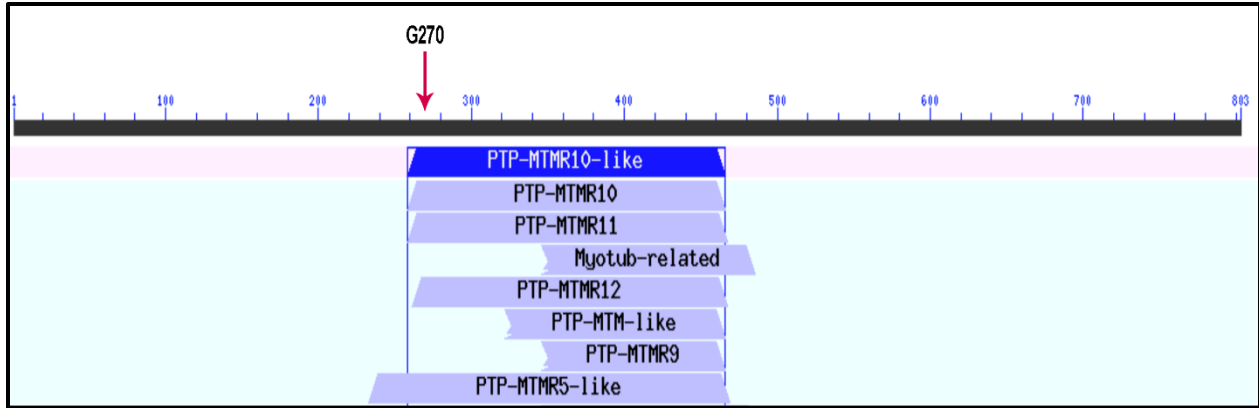 G270
1 100 200 300 400 500 600 700 803
PTP-MTMR10-like
PTP-MTMR10
PTP-MTMR11
Myotub-related
PTP-MTMR12
PTP-MTM-like
PTP-MTMR9
PTP-MTMR5-like